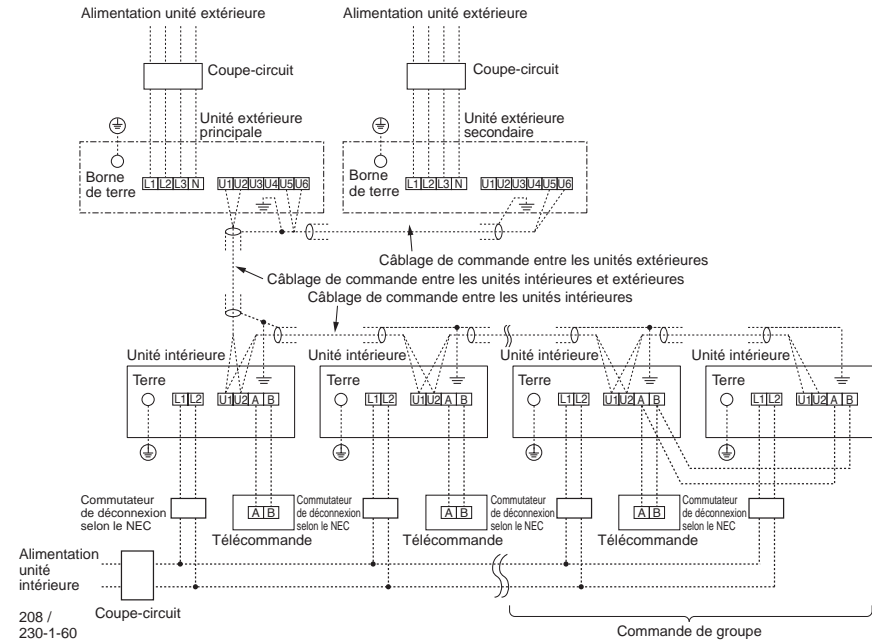 Alimentation unité extérieure
Alimentation unité extérieure
Coupe-circuit
Coupe-circuit
Unité extérieure
principale
Unité extérieure
secondaire
Borne
de terre
L1 L2 L3 N
U1 U2 U3 U4 U5 U6
Borne
de terre
L1 L2 L3 N
U1 U2 U3 U4 U5 U6
Câblage de commande entre les unités extérieures
Câblage de commande entre les unités intérieures et extérieures
Câblage de commande entre les unités intérieures
Unité intérieure
Unité intérieure
Unité intérieure
Unité intérieure
Terre
L1 L2
U1 U2 A B
Terre
L1 L2
U1 U2 A B
Terre
L1 L2
U1 U2 A B
Terre
L1 L2
U1 U2 A B
Commutateur
de déconnexion
selon le NEC
A B
Télécommande
Commutateur
de déconnexion
selon le NEC
A B
Télécommande
Commutateur
de déconnexion
selon le NEC
A B
Télécommande
Commutateur
de déconnexion
selon le NEC
Alimentation
unité
intérieure
208 /
230-1-60
Coupe-circuit
Commande de groupe